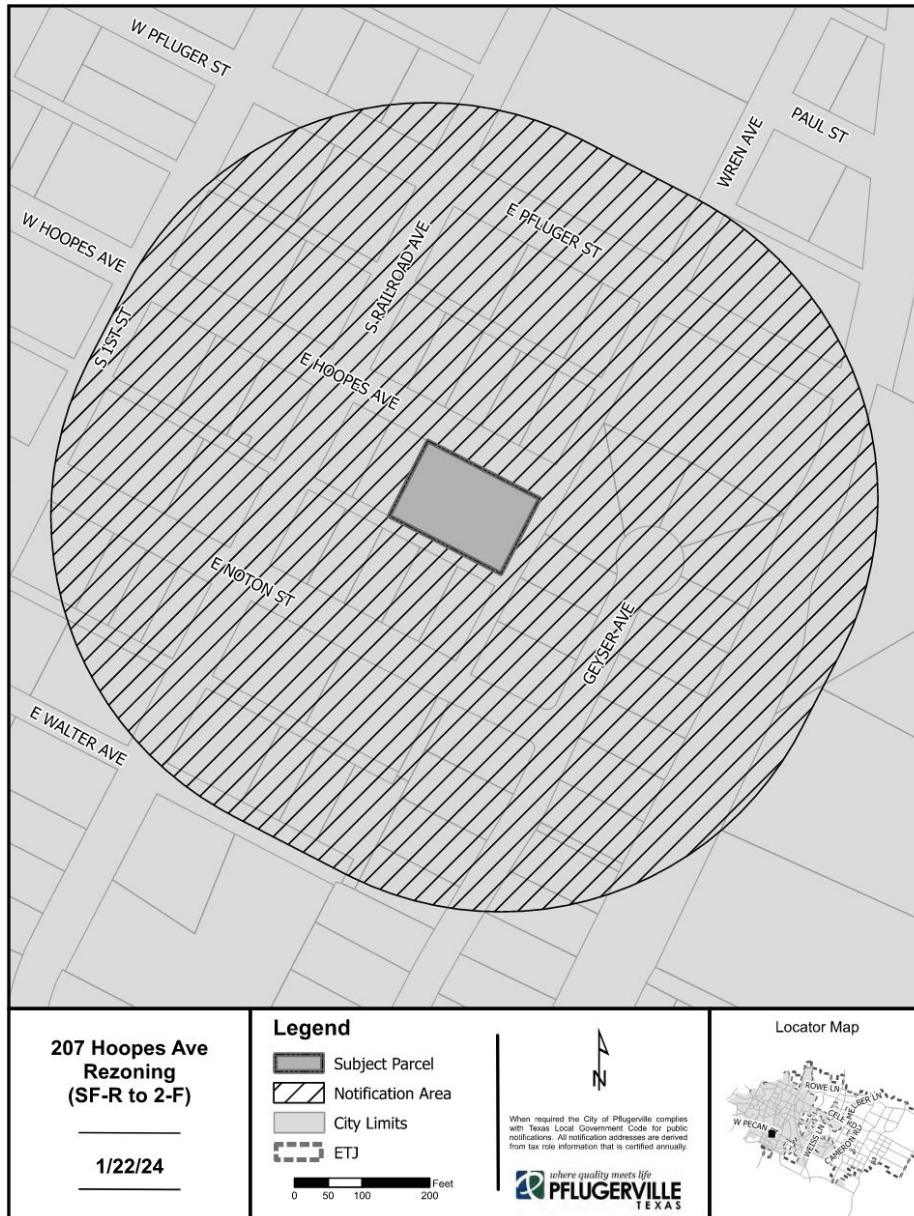 W PFLUGER ST
PAUL ST
WREN AVE
E PFLUGER ST
W HOOPES AVE
S RAILROAD AVE
S 1ST ST
E HOOPES AVE
E NOTON ST
GEYSER AVE
E WALTER AVE
207 Hoopes Ave
Rezoning
(SF-R to 2-F)
1/22/24
Legend
Subject Parcel
Notification Area
City Limits
ETJ
Feet
0 50 100 200
N
When required the City of Pflugerville complies
with Texas Local Government Code for public
notifications. All notification addresses are derived
from tax role information that is certified annually.
where quality meets life
PFLUGERVILLE
TEXAS
Locator Map
ROWE LN
MELBER LN
CELE RD
W PECAN
WEISS LN
CAMERON RD